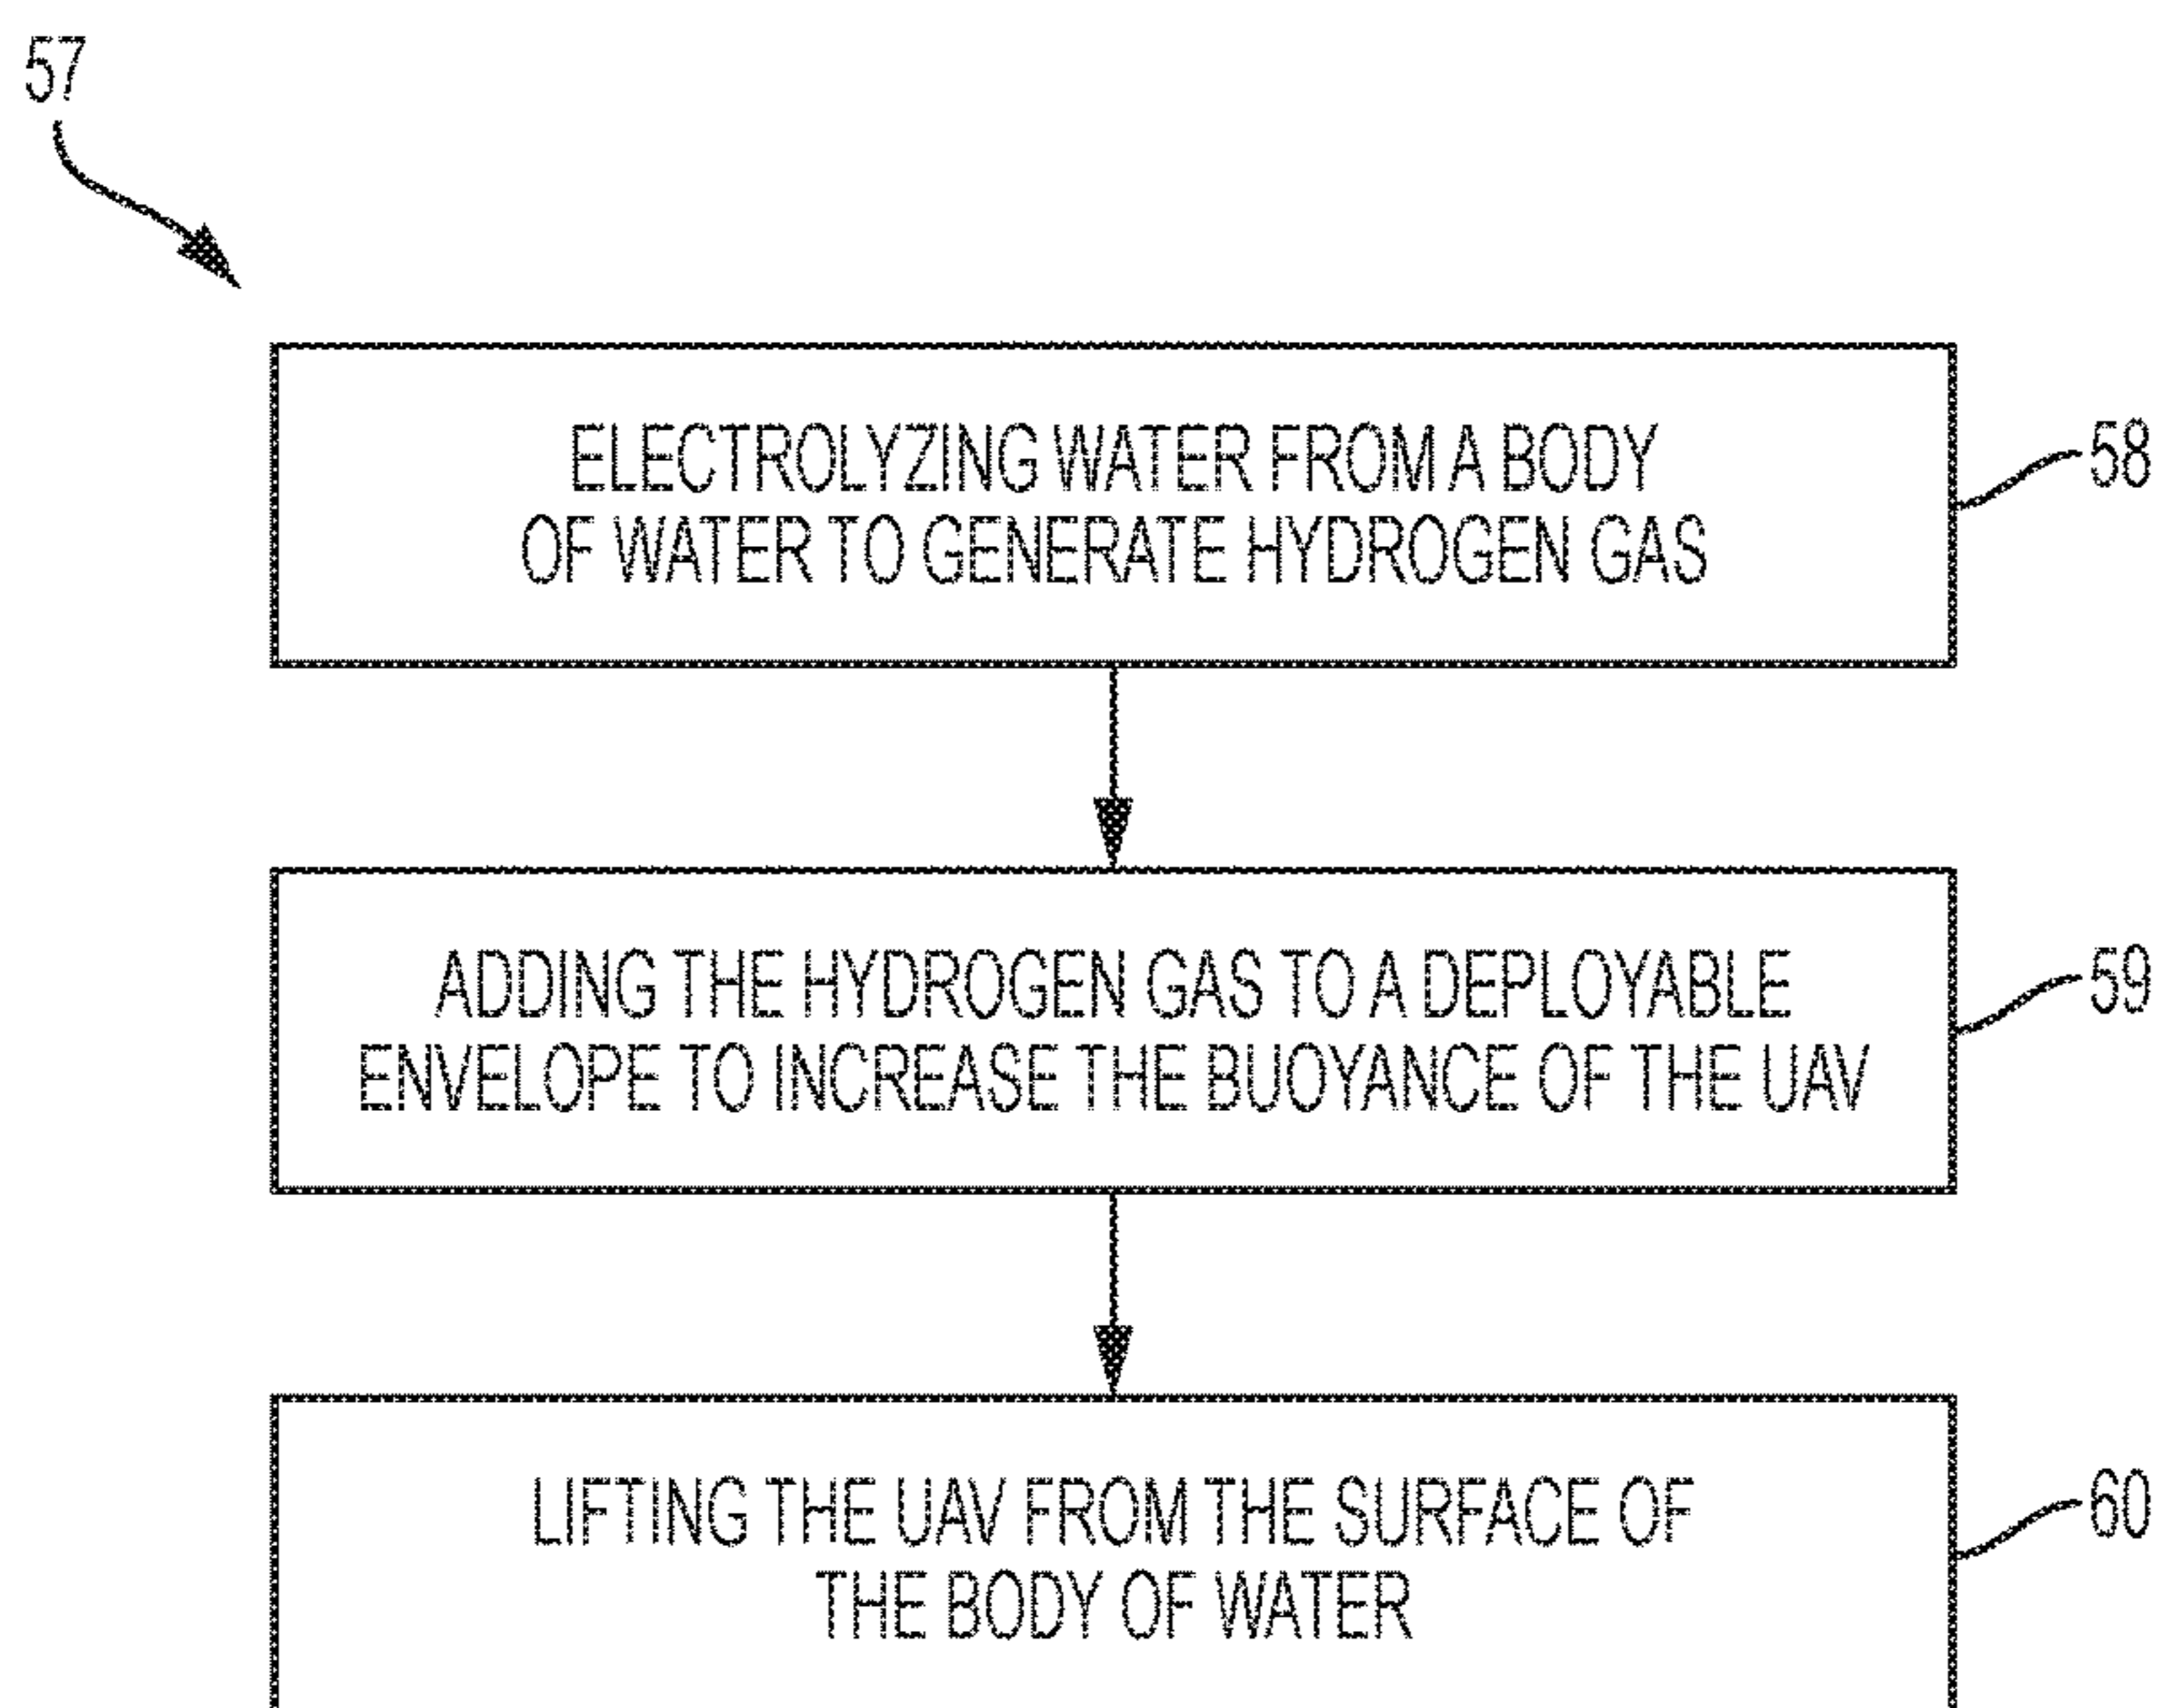 57
ELECTROLYZING WATER FROM A BODY
OF WATER TO GENERATE HYDROGEN GAS
58
ADDING THE HYDROGEN GAS TO A DEPLOYABLE
ENVELOPE TO INCREASE THE BUOYANCE OF THE UAV
59
LIFTING THE UAV FROM THE SURFACE OF
THE BODY OF WATER
60